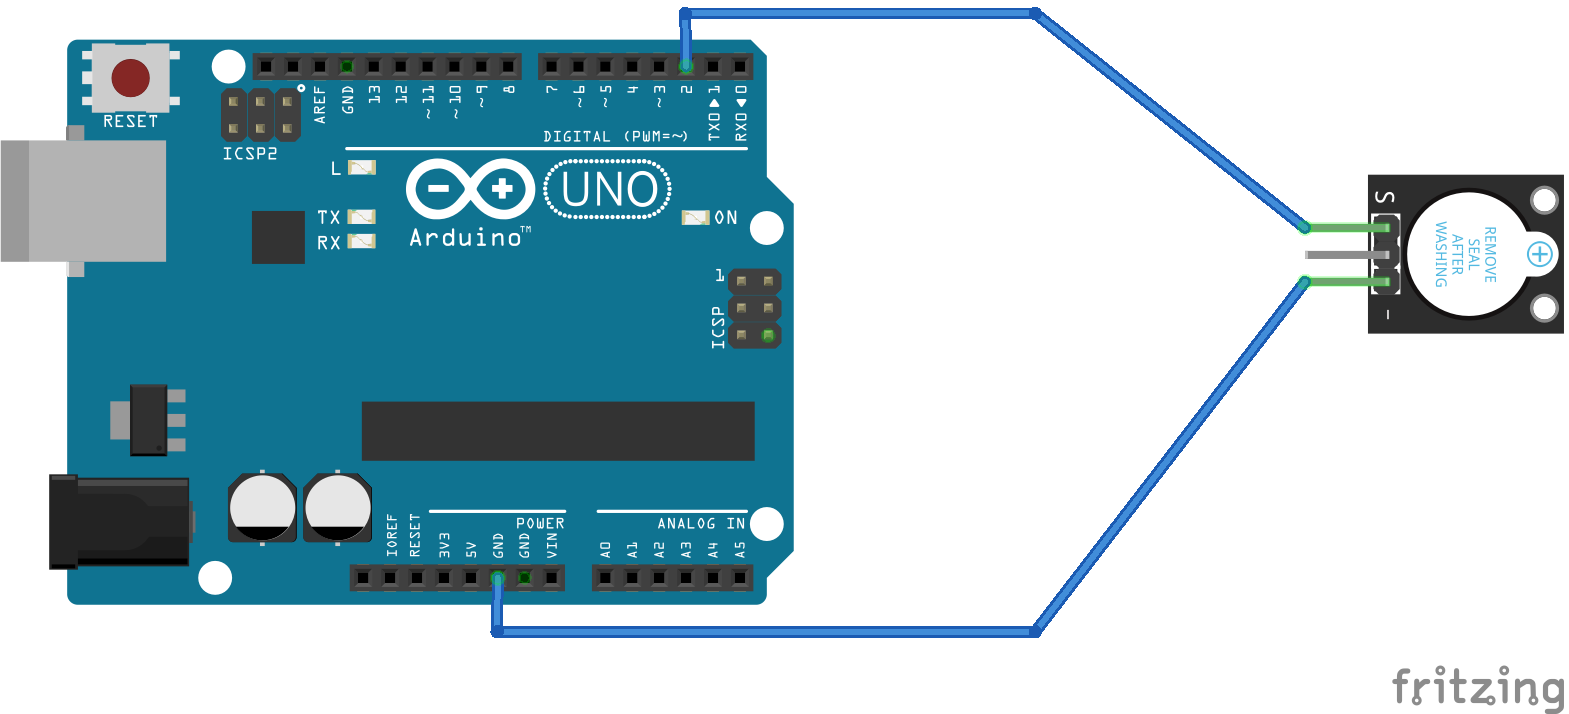 RESET
ICSP2
AREF
GND
13
12
~11
~10
~9
8
7
~6
~5
4
~3
2
TX0▶1
RX0◀0
DIGITAL (PWM=~)
L
TX
RX
UNO
Arduino™
ON
1
ICSP
S
REMOVE
SEAL
AFTER
WASHING
-
IOREF
RESET
3V3
5V
GND
GND
VIN
POWER
ANALOG IN
A0
A1
A2
A3
A4
A5
fritzing